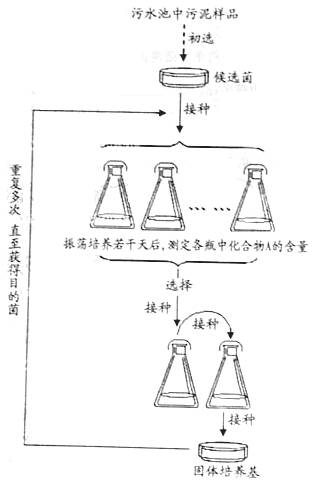 污水池中污泥样品
初选
候选菌
接种
振荡培养若干天后,测定各瓶中化合物A的含量
选择
接种
接种
接种
固体培养基
重复多次 直至获得目的菌